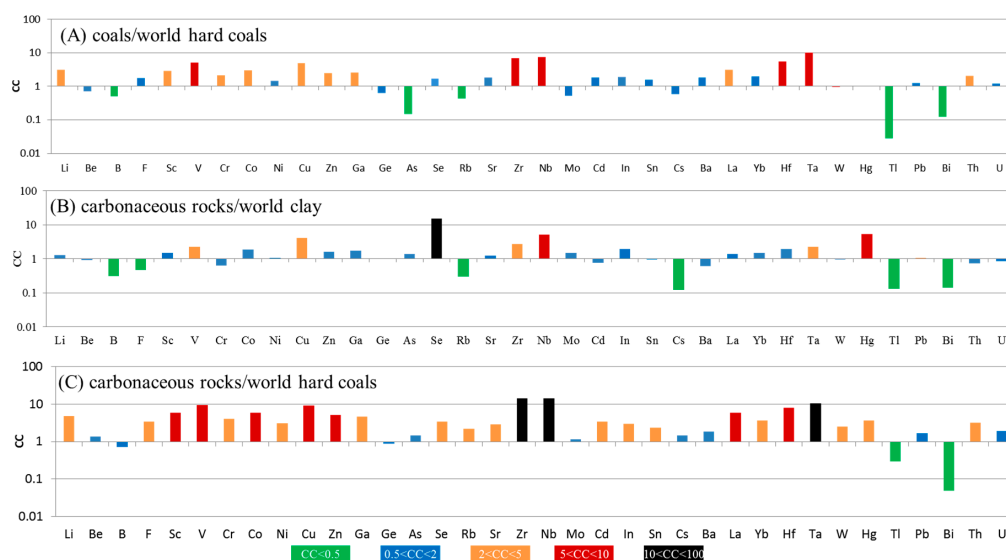 (A) coals/world hard coals
CC
100
10
1
0.1
0.01
Li Be B F Sc V Cr Co Ni Cu Zn Ga Ge As Se Rb Sr Zr Nb Mo Cd In Sn Cs Ba La Yb Hf Ta W Hg Tl Pb Bi Th U
(B) carbonaceous rocks/world clay
CC
100
10
1
0.1
0.01
Li Be B F Sc V Cr Co Ni Cu Zn Ga Ge As Se Rb Sr Zr Nb Mo Cd In Sn Cs Ba La Yb Hf Ta W Hg Tl Pb Bi Th U
(C) carbonaceous rocks/world hard coals
CC
100
10
1
0.1
0.01
Li Be B F Sc V Cr Co Ni Cu Zn Ga Ge As Se Rb Sr Zr Nb Mo Cd In Sn Cs Ba La Yb Hf Ta W Hg Tl Pb Bi Th U
CC<0.5 0.5<CC<2 2<CC<5 5<CC<10 10<CC<100